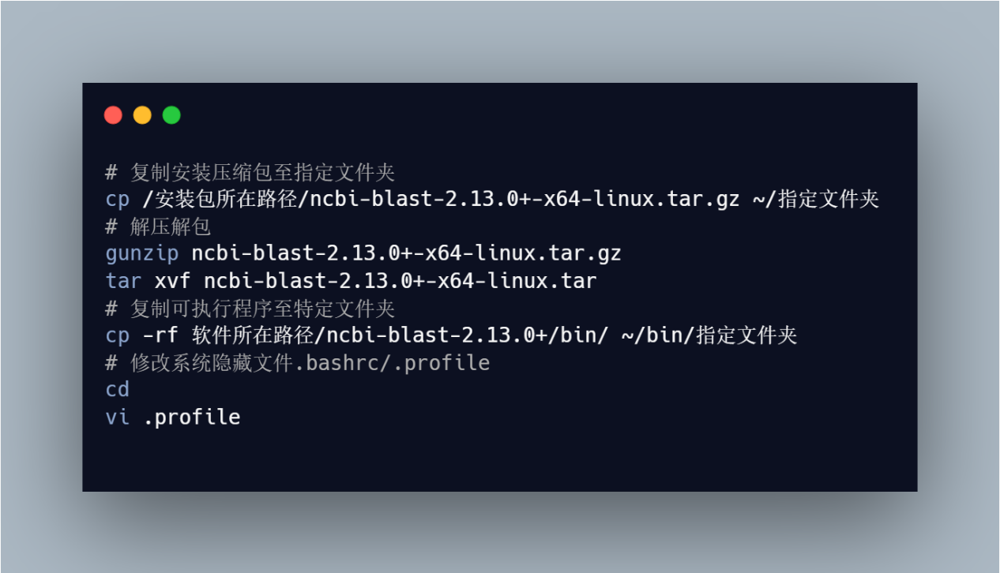 # 复制安装压缩包至指定文件夹
cp /安装包所在路径/ncbi-blast-2.13.0+-x64-linux.tar.gz ~/指定文件夹
# 解压解包
gunzip ncbi-blast-2.13.0+-x64-linux.tar.gz
tar xvf ncbi-blast-2.13.0+-x64-linux.tar
# 复制可执行程序至特定文件夹
cp -rf 软件所在路径/ncbi-blast-2.13.0+/bin/ ~/bin/指定文件夹
# 修改系统隐藏文件.bashrc/.profile
cd
vi .profile